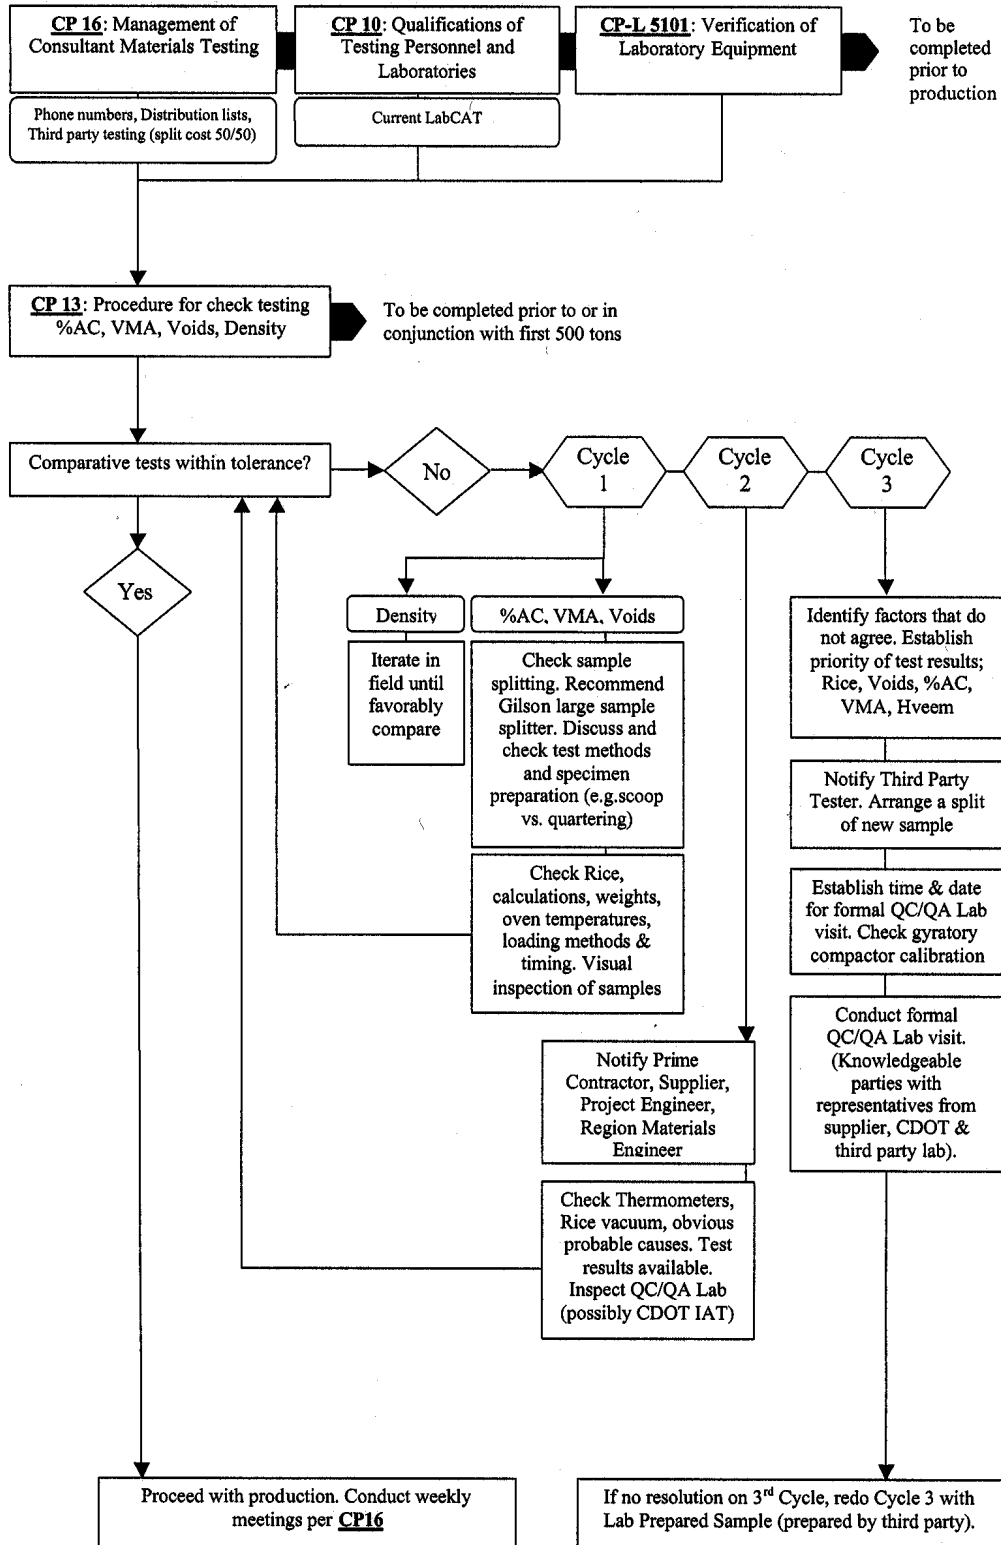 CP 16: Management of
Consultant Materials Testing
Phone numbers, Distribution lists,
Third party testing (split cost 50/50)
CP 10: Qualifications of
Testing Personnel and
Laboratories
Current LabCAT
CP-L 5101: Verification of
Laboratory Equipment
To be
completed
prior to
production
CP 13: Procedure for check testing
%AC, VMA, Voids, Density
To be completed prior to or in
conjunction with first 500 tons
Comparative tests within tolerance?
No
Cycle
1
Cycle
2
Cycle
3
Yes
Density
Iterate in
field until
favorably
compare
%AC, VMA, Voids
Check sample
splitting. Recommend
Gilson large sample
splitter. Discuss and
check test methods
and specimen
preparation (e.g.scoop
vs. quartering)
Check Rice,
calculations, weights,
oven temperatures,
loading methods &
timing. Visual
inspection of samples
Notify Prime
Contractor, Supplier,
Project Engineer,
Region Materials
Engineer
Check Thermometers,
Rice vacuum, obvious
probable causes. Test
results available.
Inspect QC/QA Lab
(possibly CDOT IAT)
Identify factors that do
not agree. Establish
priority of test results;
Rice, Voids, %AC,
VMA, Hveem
Notify Third Party
Tester. Arrange a split
of new sample
Establish time & date
for formal QC/QA Lab
visit. Check gyratory
compactor calibration
Conduct formal
QC/QA Lab visit.
(Knowledgeable
parties with
representatives from
supplier, CDOT &
third party lab).
Proceed with production. Conduct weekly
meetings per CP16
If no resolution on 3rd Cycle, redo Cycle 3 with
Lab Prepared Sample (prepared by third party).